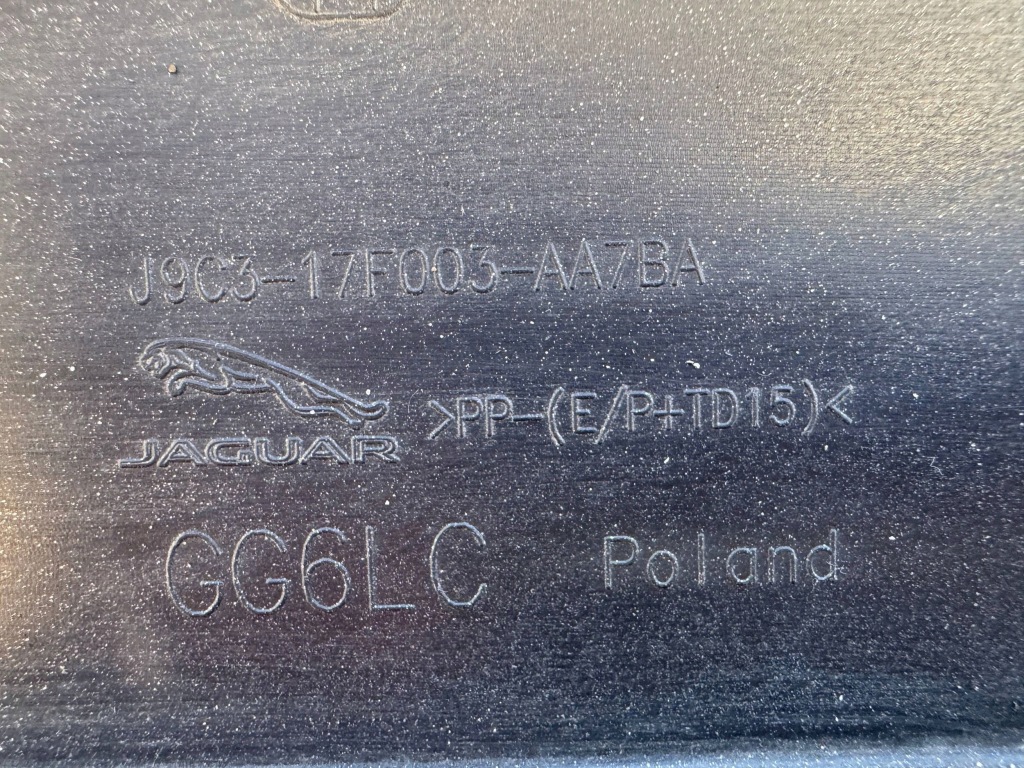 J9C3-17F003-AA7BA
JAGUAR >PP-(E/P+TD15)<
GG6LC Poland